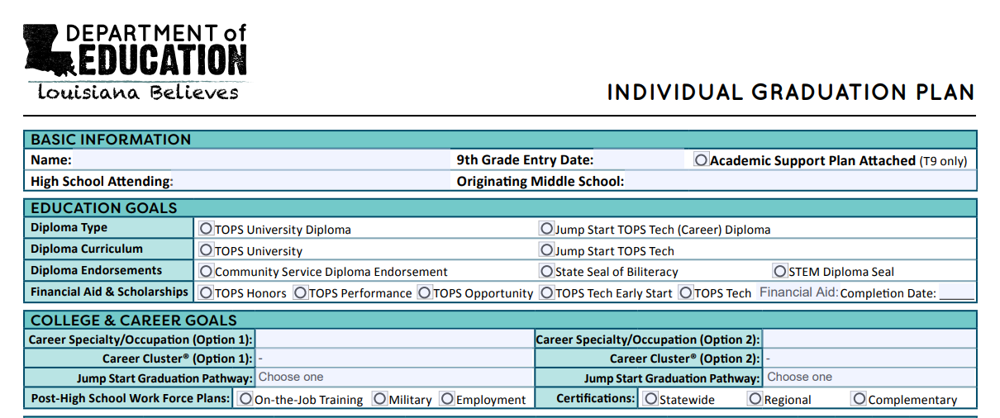 DEPARTMENT of
EDUCATION
Louisiana Believes
INDIVIDUAL GRADUATION PLAN
BASIC INFORMATION
Name: 9th Grade Entry Date: Academic Support Plan Attached (T9 only)
High School Attending: Originating Middle School:
EDUCATION GOALS
Diploma Type TOPS University Diploma Jump Start TOPS Tech (Career) Diploma
Diploma Curriculum TOPS University Jump Start TOPS Tech
Diploma Endorsements Community Service Diploma Endorsement State Seal of Biliteracy STEM Diploma Seal
Financial Aid & Scholarships TOPS Honors TOPS Performance TOPS Opportunity TOPS Tech Early Start TOPS Tech Financial Aid: Completion Date: _____
COLLEGE & CAREER GOALS
Career Specialty/Occupation (Option 1): Career Specialty/Occupation (Option 2):
Career Cluster® (Option 1): - Career Cluster® (Option 2): -
Jump Start Graduation Pathway: Choose one Jump Start Graduation Pathway: Choose one
Post-High School Work Force Plans: On-the-Job Training Military Employment Certifications: Statewide Regional Complementary